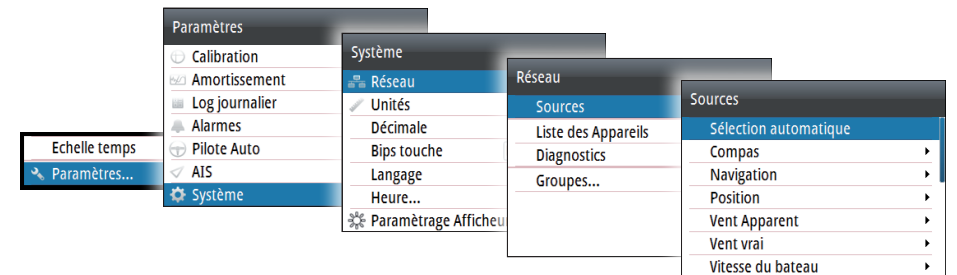 Echelle temps
Paramètres...
Paramètres
Calibration
Amortissement
Log journalier
Alarmes
Pilote Auto
AIS
Système
Système
Réseau
Unités
Décimale
Bips touche
Langage
Heure...
Paramètrage Afficheu
Réseau
Sources
Liste des Appareils
Diagnostics
Groupes...
Sources
Sélection automatique
Compas
Navigation
Position
Vent Apparent
Vent vrai
Vitesse du bateau